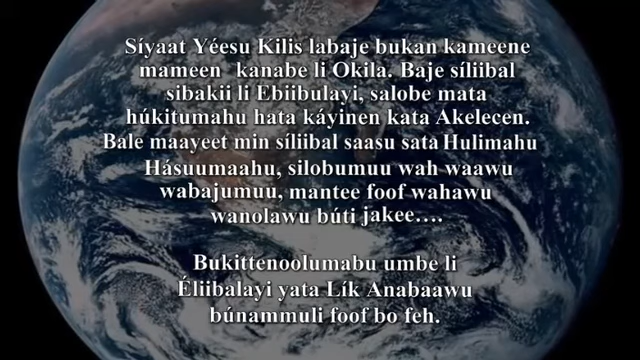 Síyaat Yéesu Kilis labaje bukan kameene
mameen kanabe li Okila. Baje síliibal
sibakii li Ebiibulayi, salobe mata
húkitumahu hata káyinen kata Akelecen.
Bale maayeet min síliibal saasu sata Hulimahu
Hásuumaahu, silobumuu wah waawu
wabajumuu, mantee foof wahawu
wanolawu búti jakee....
Bukittenoolumabu umbe li
Éliibalayi yata Lík Anabaawu
búnammuli foof bo feh.